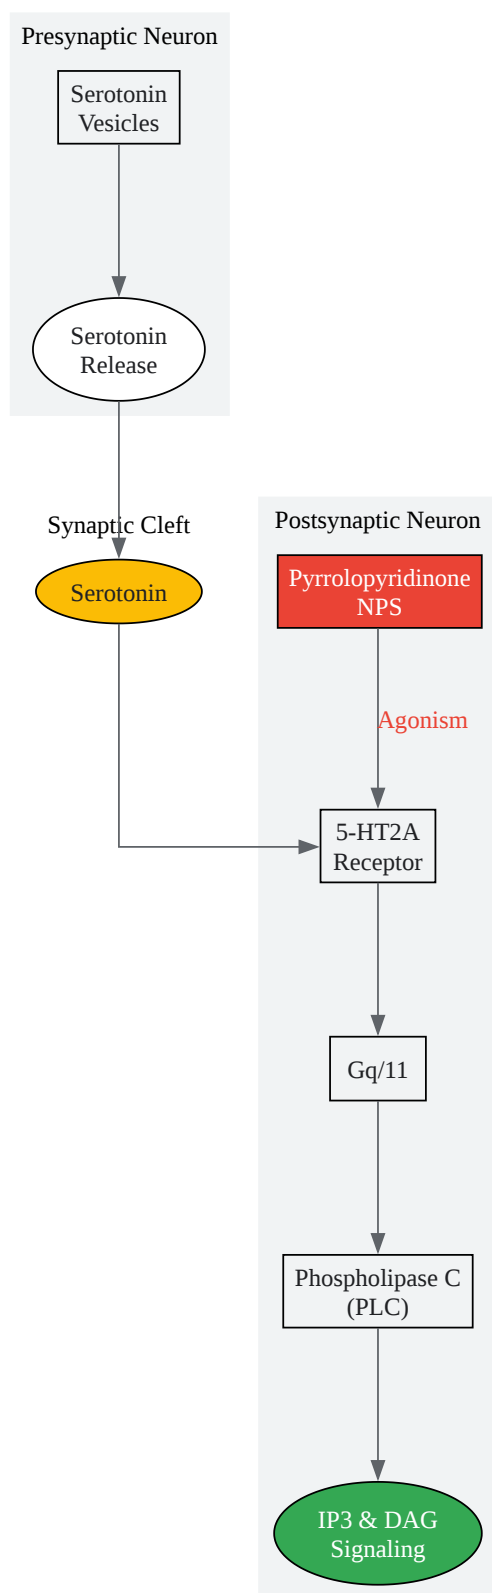 Presynaptic Neuron
Serotonin
Vesicles
Serotonin
Release
Synaptic Cleft
Serotonin
Postsynaptic Neuron
Pyrrolopyridinone
NPS
Agonism
5-HT2A
Receptor
Gq/11
Phospholipase C
(PLC)
IP3 & DAG
Signaling